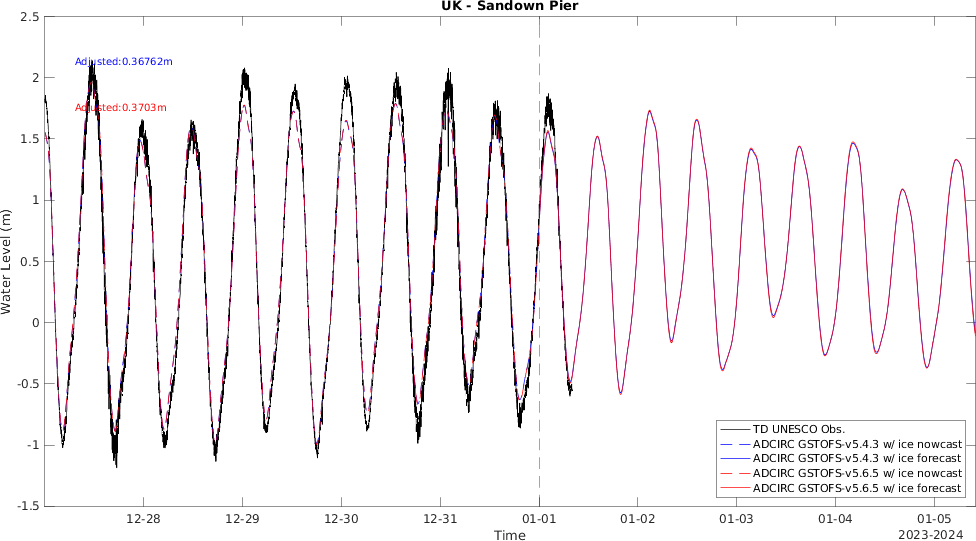 UK - Sandown Pier
2.5
2
1.5
1
0.5
0
-0.5
-1
-1.5
Water Level (m)
Adjusted:0.36762m
Adjusted:0.3703m
TD UNESCO Obs.
ADCIRC GSTOFS-v5.4.3 w/ ice nowcast
ADCIRC GSTOFS-v5.4.3 w/ ice forecast
ADCIRC GSTOFS-v5.6.5 w/ ice nowcast
ADCIRC GSTOFS-v5.6.5 w/ ice forecast
12-28 12-29 12-30 12-31 01-01 01-02 01-03 01-04 01-05
Time
2023-2024